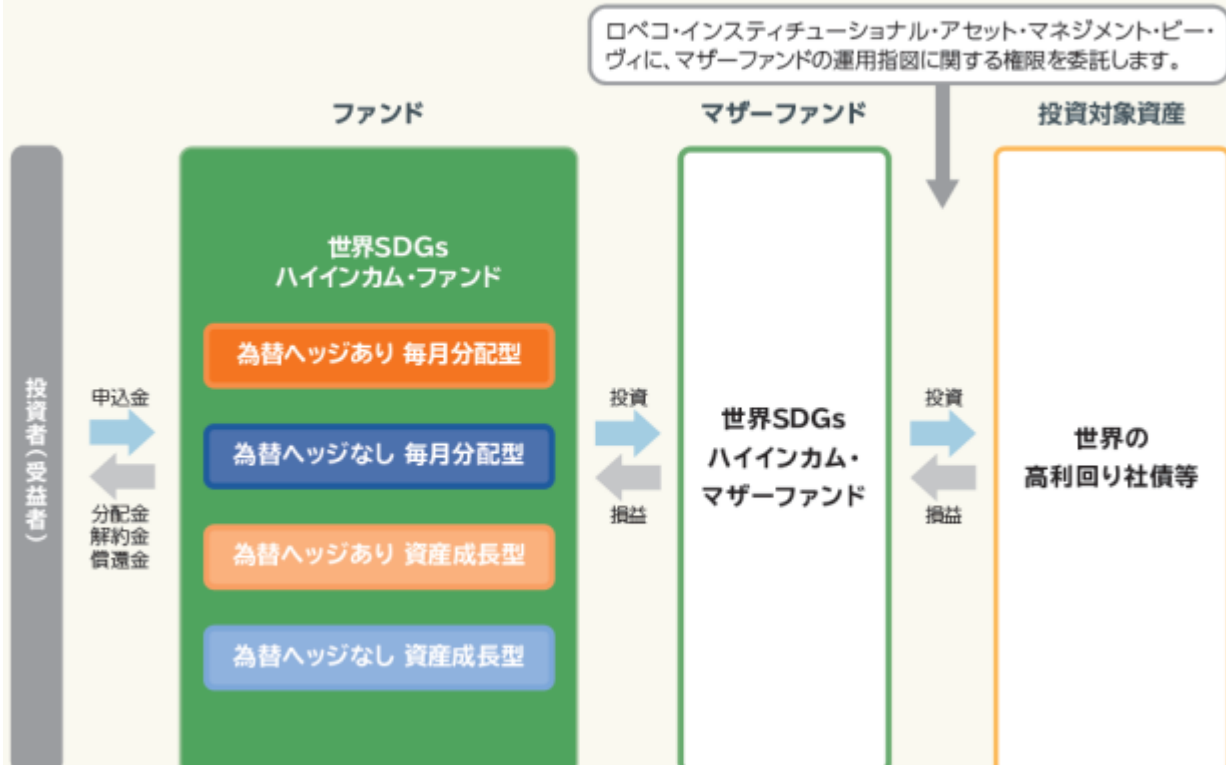 ロベコ・インスティチューショナル・アセット・マネジメント・ビー・
ヴィに、マザーファンドの運用指図に関する権限を委託します。
ファンド
マザーファンド
投資対象資産
投資者（受益者）
申込金
分配金
解約金
償還金
世界SDGs
ハイインカム・ファンド
為替ヘッジあり 毎月分配型
為替ヘッジなし 毎月分配型
為替ヘッジあり 資産成長型
為替ヘッジなし 資産成長型
投資
損益
世界SDGs
ハイインカム・
マザーファンド
投資
損益
世界の
高利回り社債等